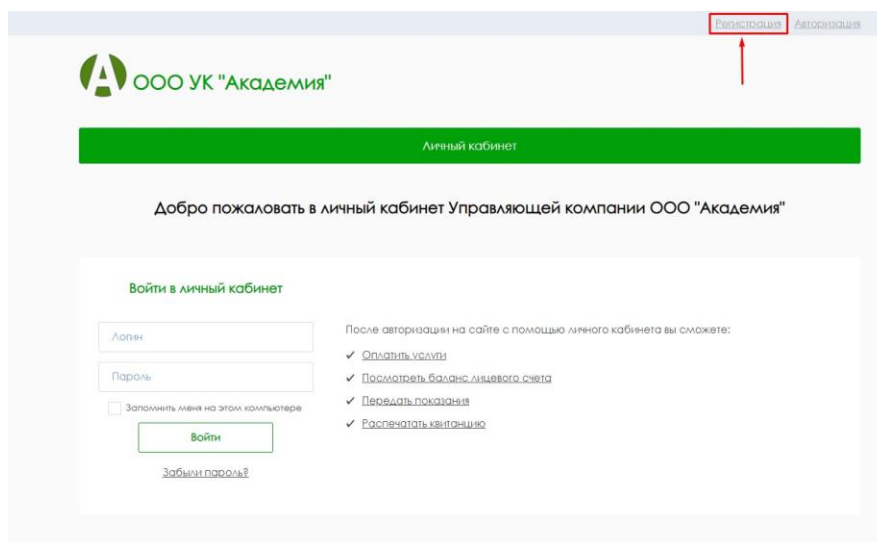 Регистрация Авторизация
ООО УК "Академия"
Личный кабинет
Добро пожаловать в личный кабинет Управляющей компании ООО "Академия"
Войти в личный кабинет
Логин
Пароль
Запомнить меня на этом компьютере
Войти
Забыли пароль?
После авторизации на сайте с помощью личного кабинета вы сможете:
Оплатить услуги
Посмотреть баланс лицевого счета
Передать показания
Распечатать квитанцию